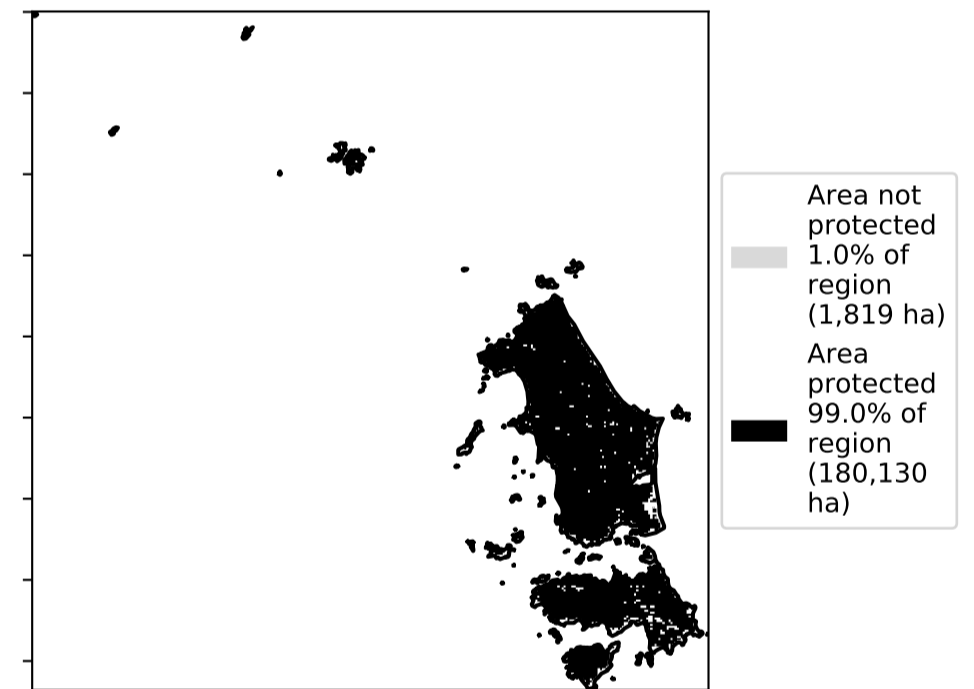 Area not
protected
1.0% of
region
(1,819 ha)
Area
protected
99.0% of
region
(180,130
ha)